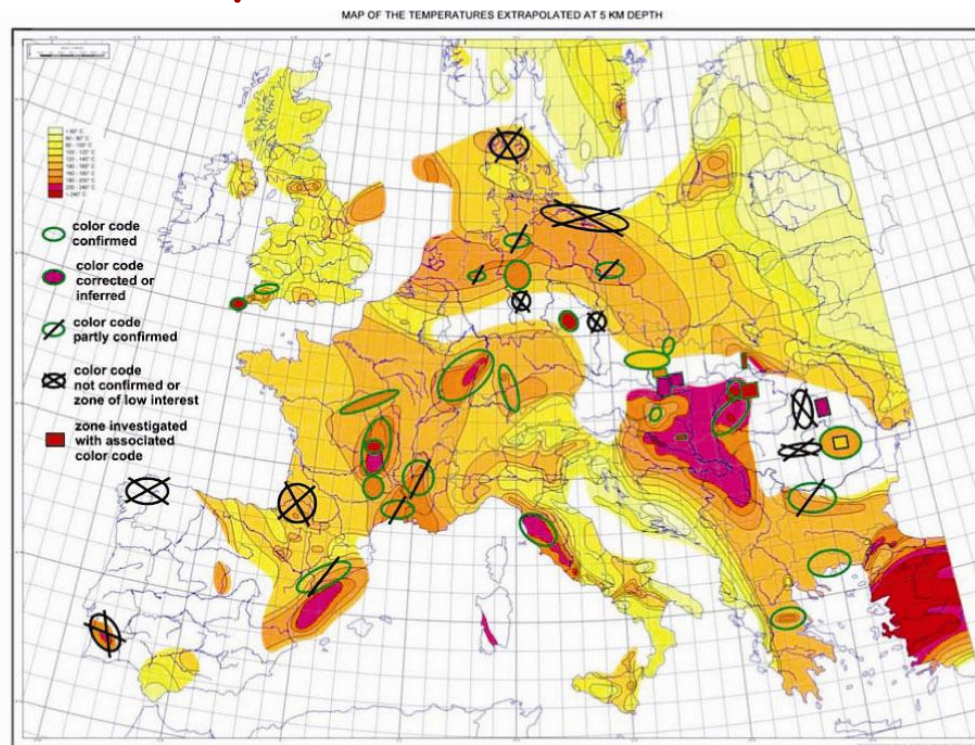 MAP OF THE TEMPERATURES EXTRAPOLATED AT 5 KM DEPTH
color code
confirmed
color code
corrected or
inferred
color code
partly confirmed
color code
not confirmed or
zone of low interest
zone investigated
with associated
color code